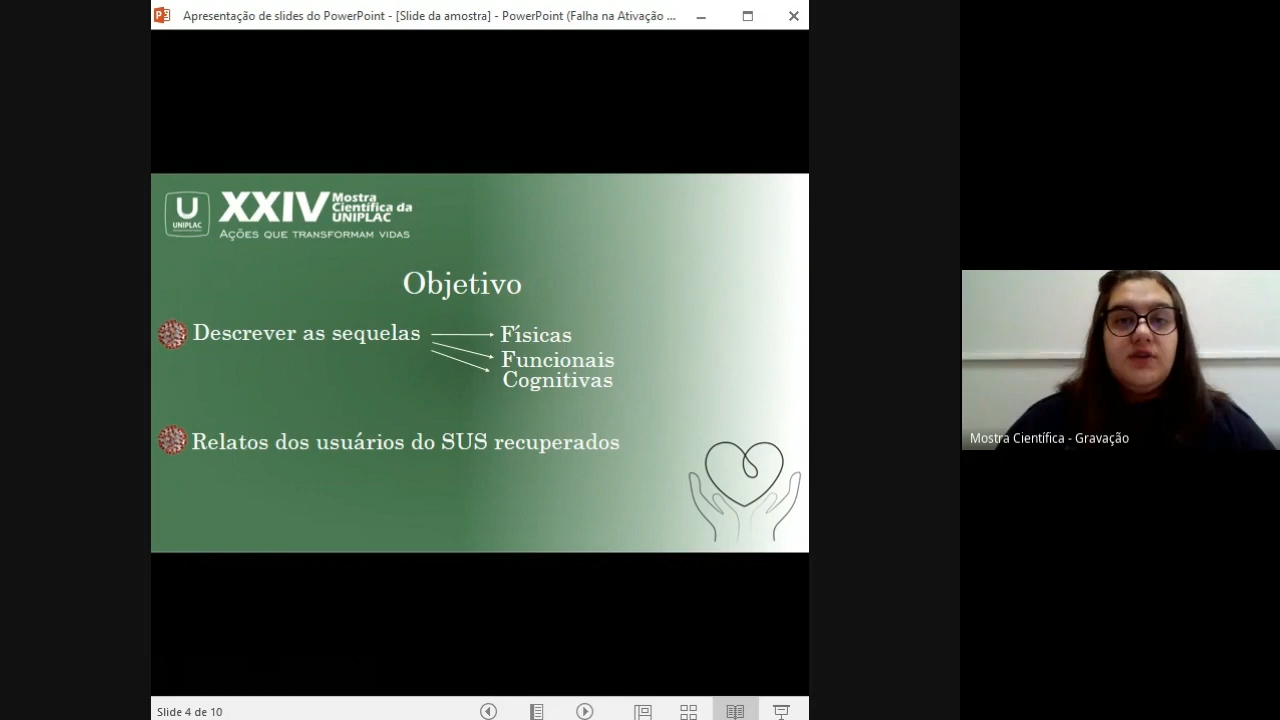 Apresentação de slides do PowerPoint - [Slide da amostra] - PowerPoint (Falha na Ativação ...
U
UNIPLAC
XXIV
Mostra
Científica da
UNIPLAC
AÇÕES QUE TRANSFORMAM VIDAS
Objetivo
Descrever as sequelas
Físicas
Funcionais
Cognitivas
Relatos dos usuários do SUS recuperados
Mostra Científica - Gravação
Slide 4 de 10